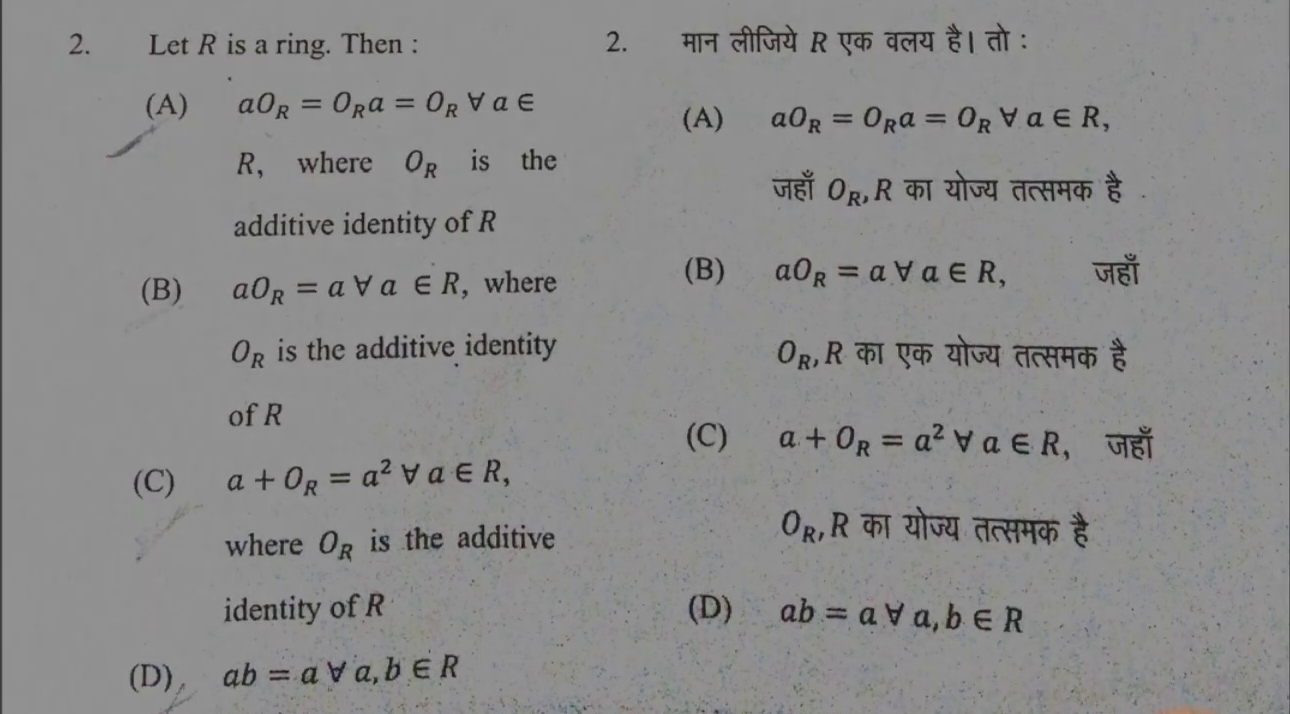 2. Let R is a ring. Then :
(A) aO_R = O_Ra = O_R ∀ a ∈
R, where O_R is the
additive identity of R
(B) aO_R = a ∀ a ∈ R, where
O_R is the additive identity
of R
(C) a + O_R = a² ∀ a ∈ R,
where O_R is the additive
identity of R
(D) ab = a ∀ a, b ∈ R
2. मान लीजिये R एक वलय है। तो :
(A) aO_R = O_Ra = O_R ∀ a ∈ R,
जहाँ O_R, R का योज्य तत्समक है
(B) aO_R = a ∀ a ∈ R, जहाँ
O_R, R का एक योज्य तत्समक है
(C) a + O_R = a² ∀ a ∈ R, जहाँ
O_R, R का योज्य तत्समक है
(D) ab = a ∀ a, b ∈ R